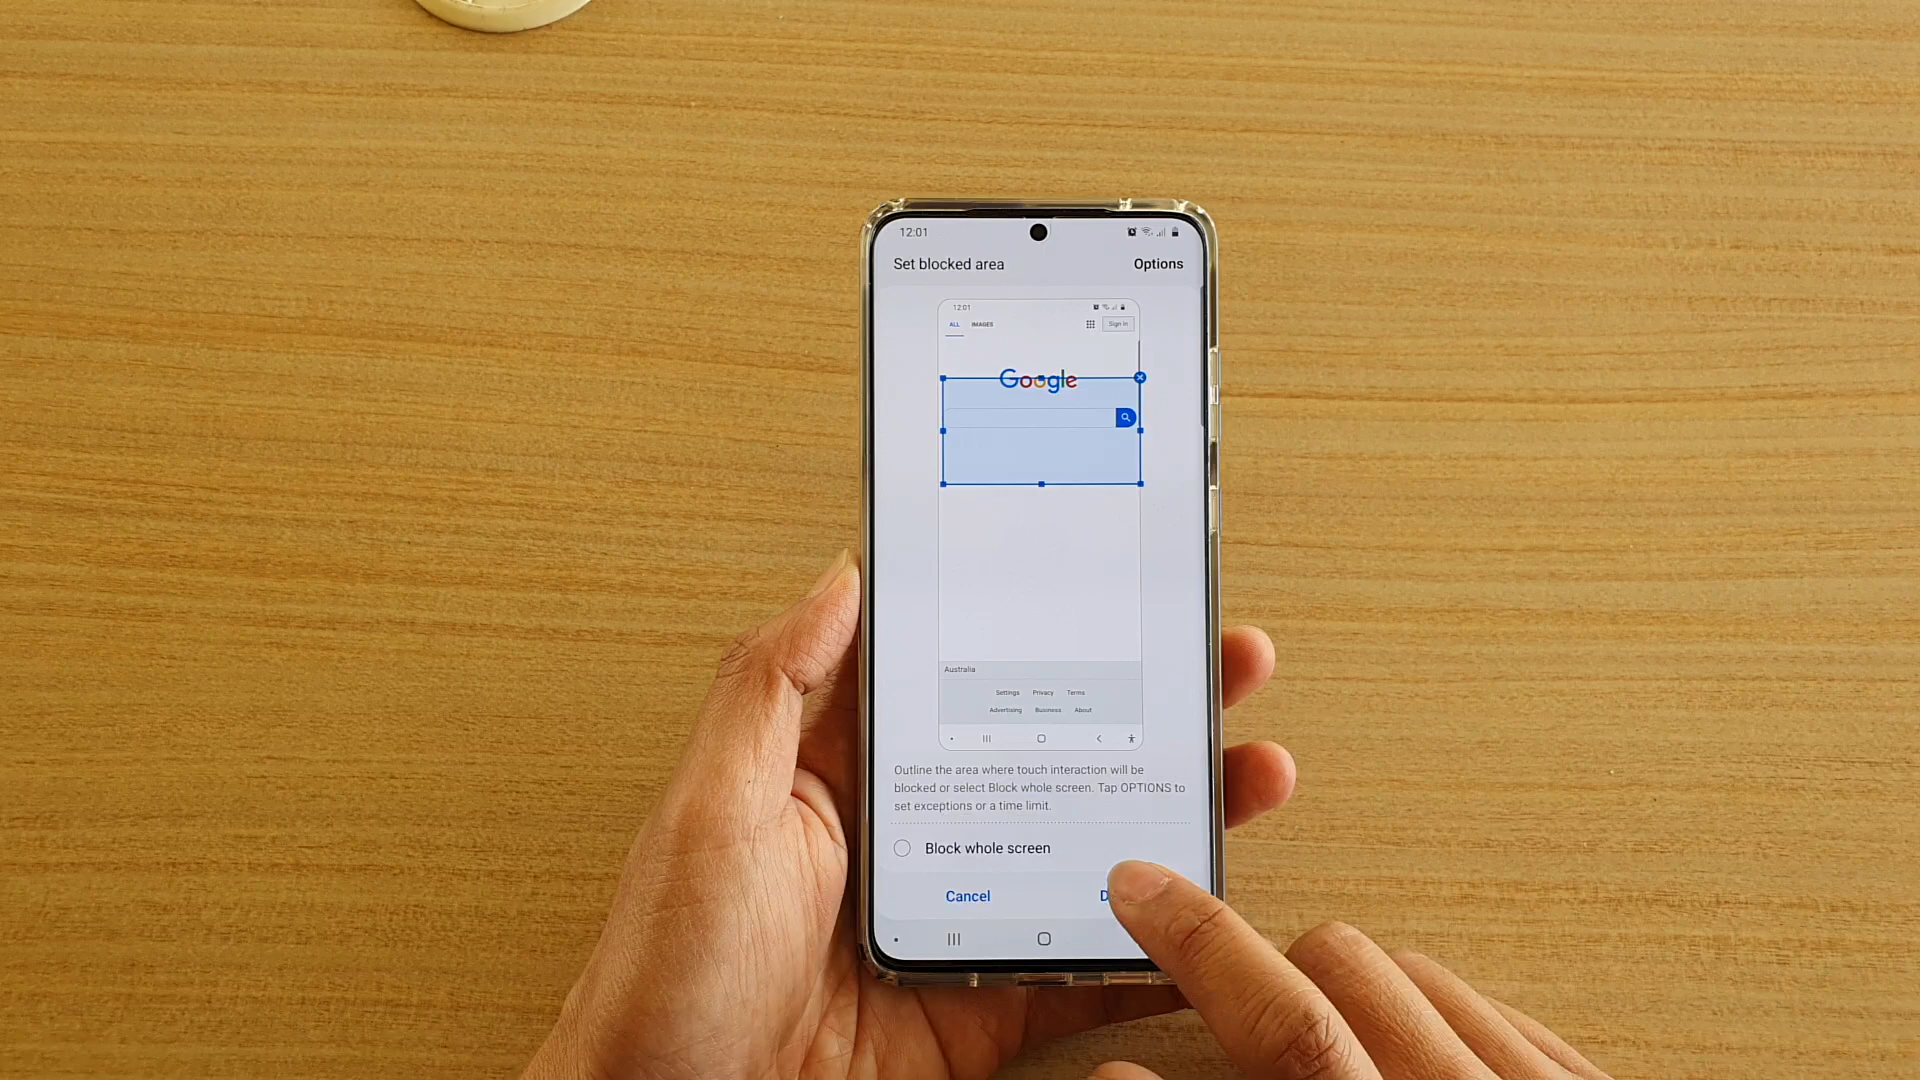 12:01
Set blocked area Options
12:01
ALL IMAGES Sign in
Google
Australia
Settings Privacy Terms
Advertising Business About
Outline the area where touch interaction will be
blocked or select Block whole screen. Tap OPTIONS to
set exceptions or a time limit.
Block whole screen
Cancel